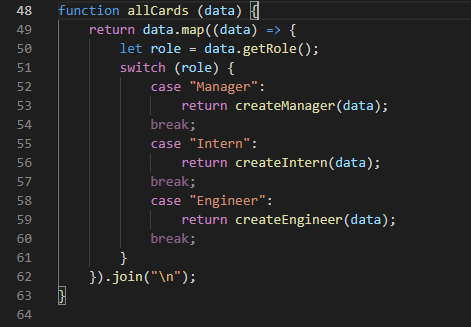 48 function allCards (data) {
49     return data.map((data) => {
50         let role = data.getRole();
51         switch (role) {
52             case "Manager":
53                 return createManager(data);
54             break;
55             case "Intern":
56                 return createIntern(data);
57             break;
58             case "Engineer":
59                 return createEngineer(data);
60             break;
61         }
62     }).join("\n");
63 }
64